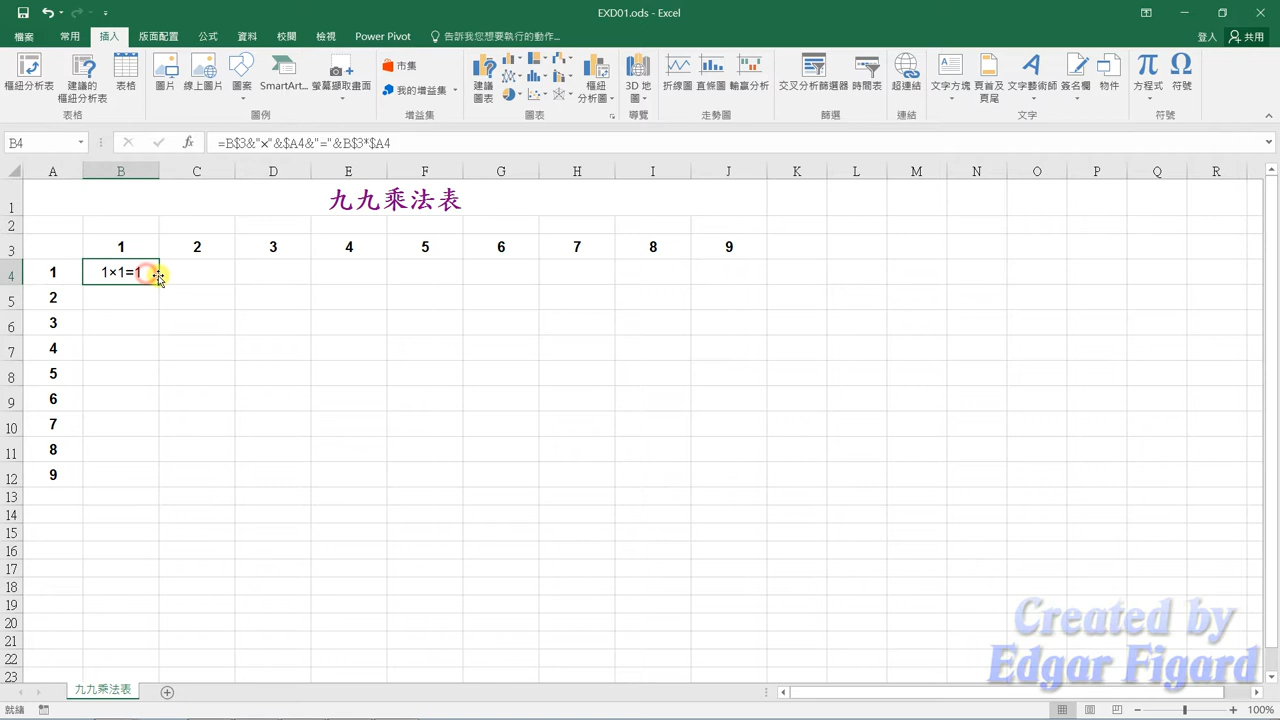 EXD01.ods - Excel
檔案 常用 插入 版面配置 公式 資料 校閱 檢視 Power Pivot 告訴我您想要執行的動作... 登入 共用
樞紐分析表 建議的 樞紐分析表 表格 圖片 線上圖片 圖案 SmartArt... 螢幕擷取畫面 市集 我的增益集 建議 圖表 樞紐 分析圖 3D 地 圖 折線圖 直條圖 輸贏分析 交叉分析篩選器 時間表 超連結 文字方塊 頁首及 頁尾 文字藝術師 簽名欄 物件 方程式 符號
表格 圖例 增益集 圖表 導覽 走勢圖 篩選 連結 文字 符號
B4 fx =B$3&"×"&$A4&"="&B$3*$A4
A B C D E F G H I J K L M N O P Q R
1 九九乘法表
2
3 1 2 3 4 5 6 7 8 9
4 1 1×1=1
5 2
6 3
7 4
8 5
9 6
10 7
11 8
12 9
13
14
15
16
17
18
19
20
21
22
23
Created by
Edgar Figard
九九乘法表
就緒 100%